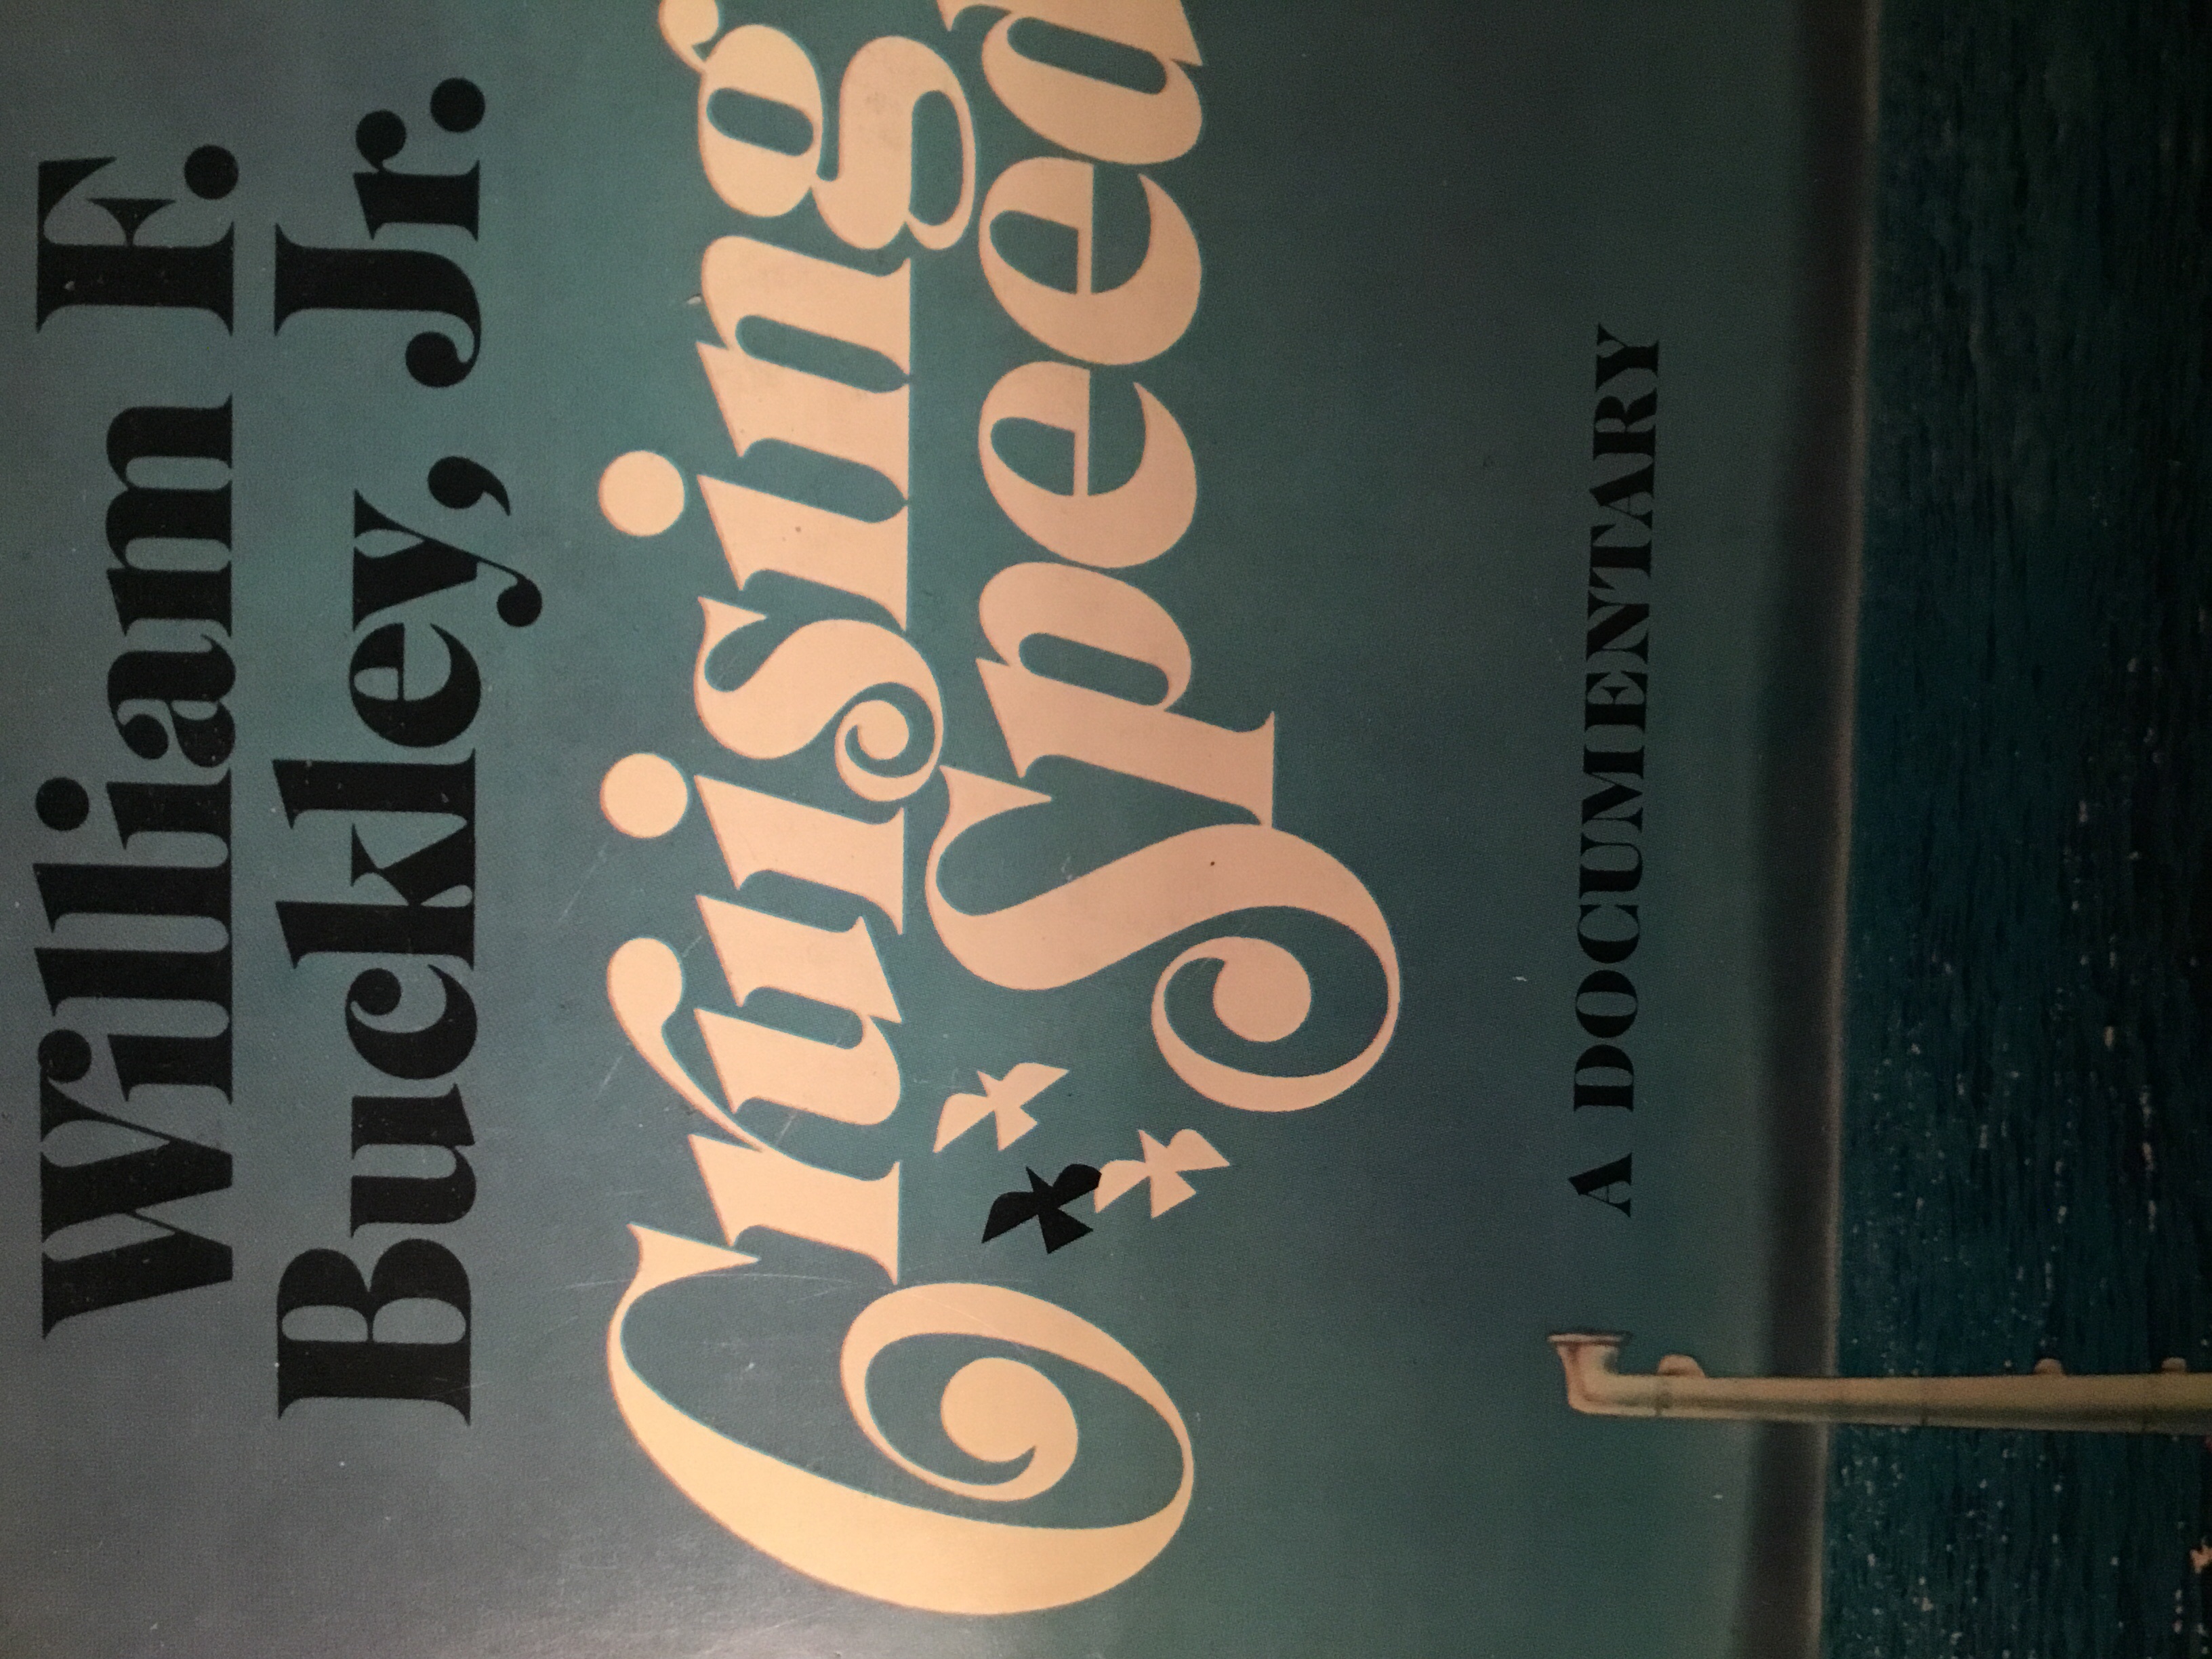 William F.
Buckley, Jr.
Cruising
Speed
A DOCUMENTARY